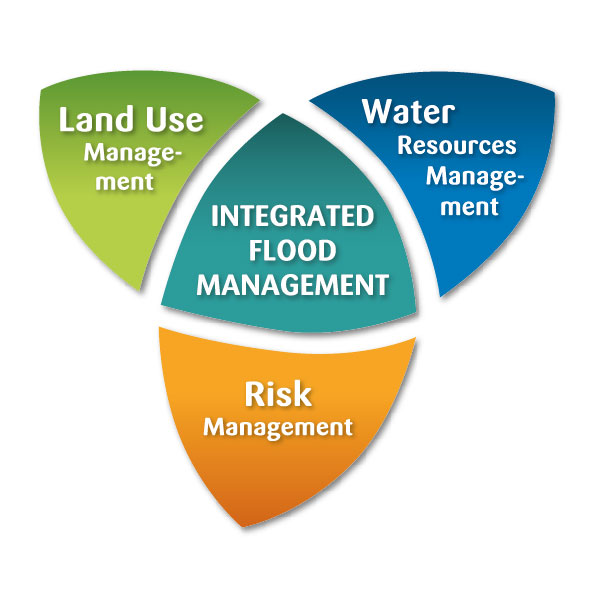 Land Use
Manage-
ment
Water
Resources
Manage-
ment
INTEGRATED
FLOOD
MANAGEMENT
Risk
Management